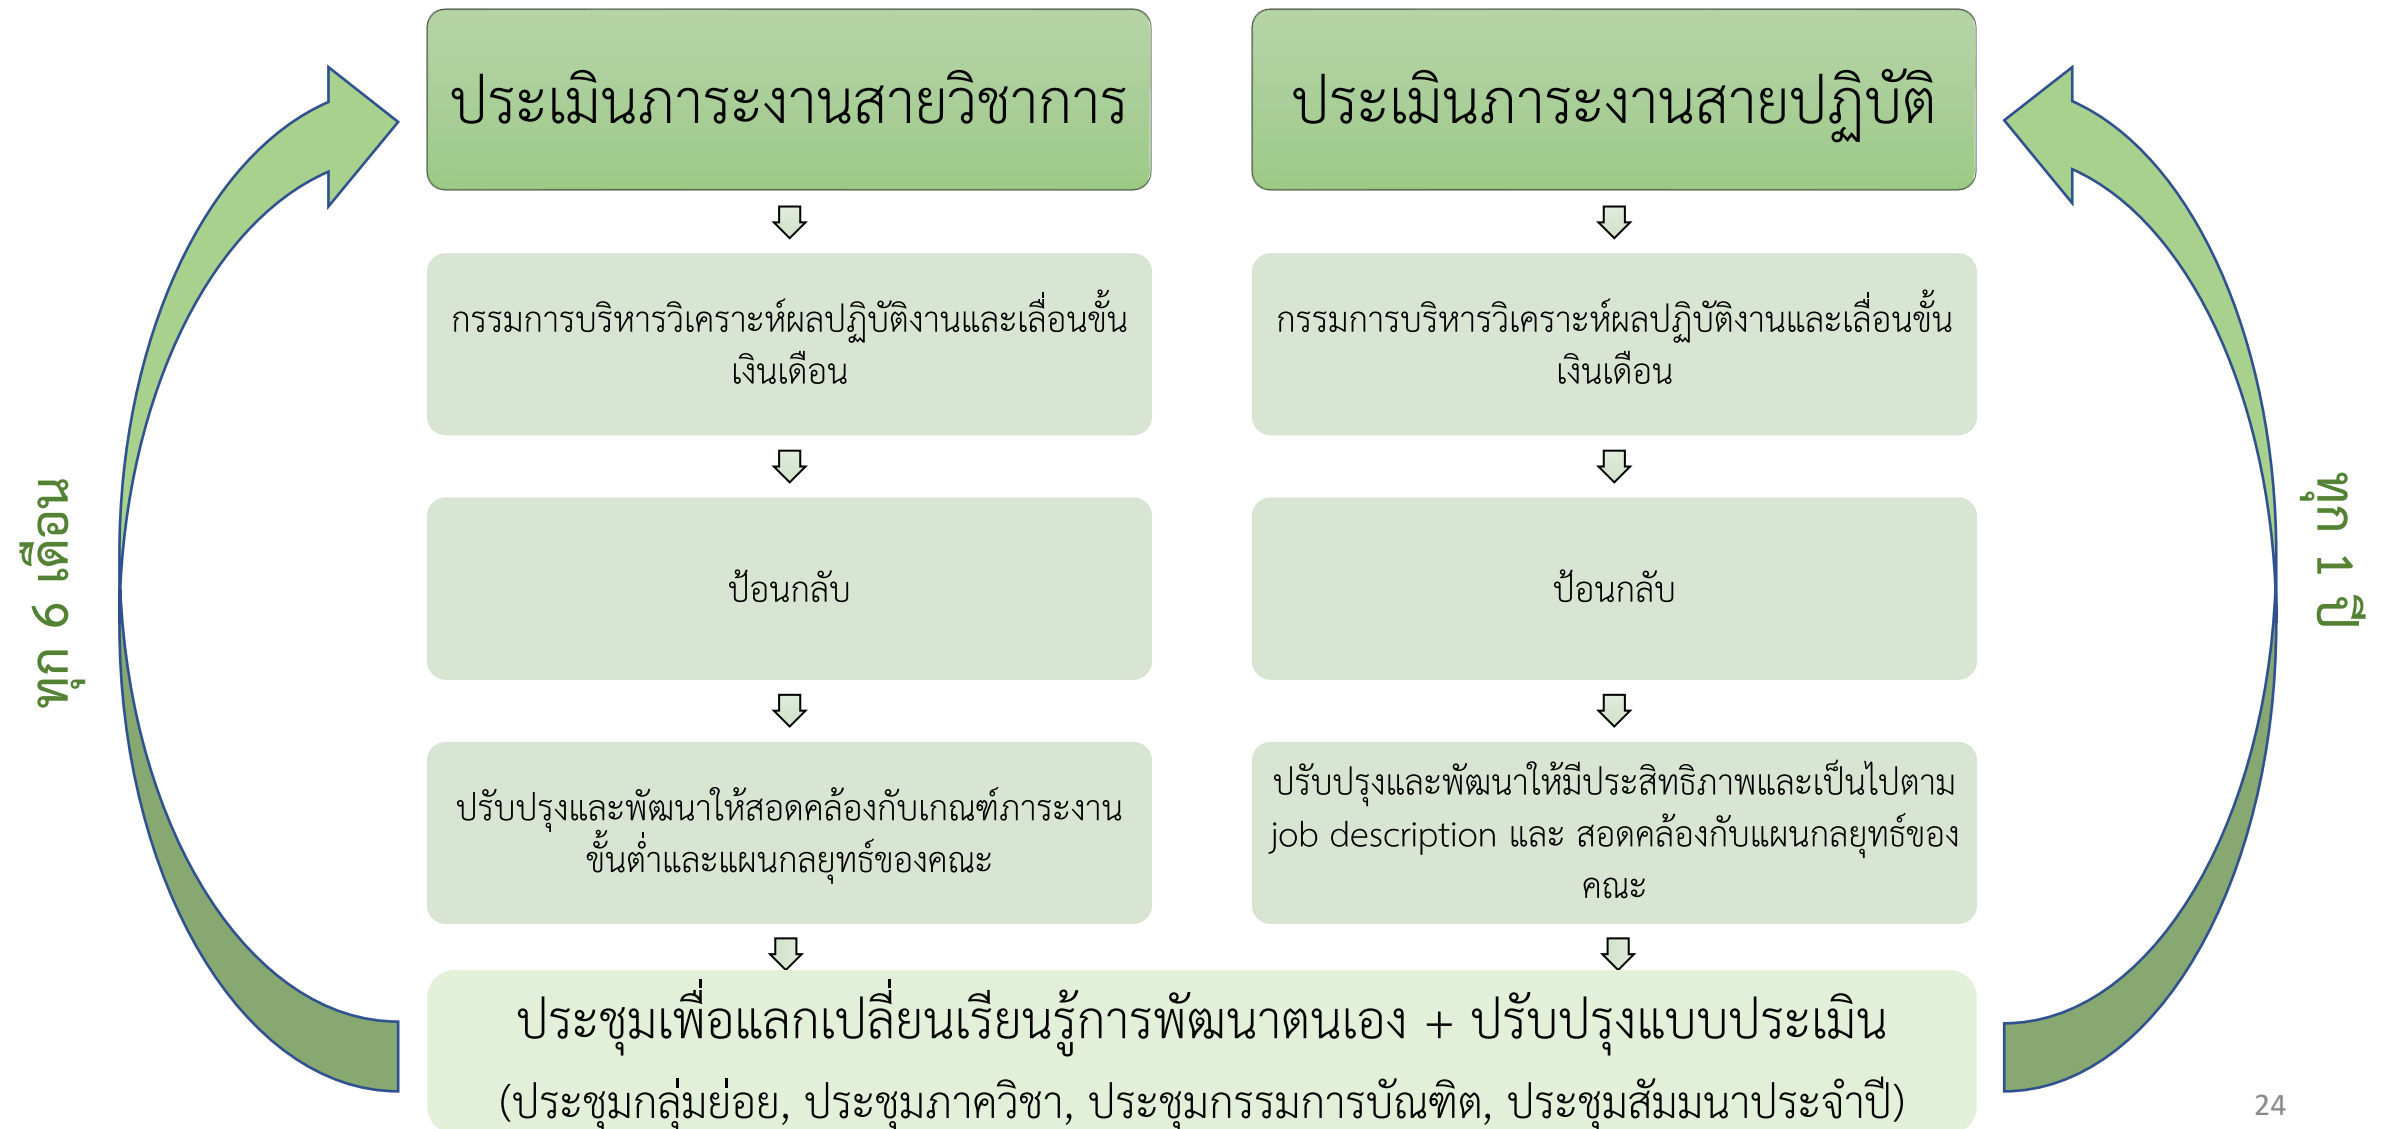 ประเมินภาระงานสายวิชาการ
กรรมการบริหารวิเคราะห์ผลปฏิบัติงานและเลื่อนขั้น
เงินเดือน
ป้อนกลับ
ปรับปรุงและพัฒนาให้สอดคล้องกับเกณฑ์ภาระงาน
ขั้นต่ำและแผนกลยุทธ์ของคณะ
ทุก 6 เดือน
ประเมินภาระงานสายปฏิบัติ
กรรมการบริหารวิเคราะห์ผลปฏิบัติงานและเลื่อนขั้น
เงินเดือน
ป้อนกลับ
ปรับปรุงและพัฒนาให้มีประสิทธิภาพและเป็นไปตาม
job description และ สอดคล้องกับแผนกลยุทธ์ของ
คณะ
ทุก 1 ปี
ประชุมเพื่อแลกเปลี่ยนเรียนรู้การพัฒนาตนเอง + ปรับปรุงแบบประเมิน
(ประชุมกลุ่มย่อย, ประชุมภาควิชา, ประชุมกรรมการบัณฑิต, ประชุมสัมมนาประจำปี)
24